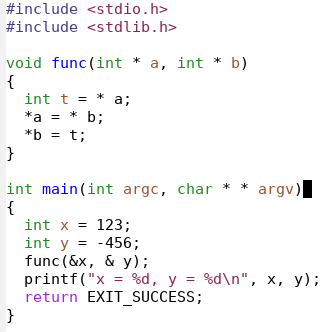 #include <stdio.h>
#include <stdlib.h>

void func(int * a, int * b)
{
  int t = * a;
  *a = * b;
  *b = t;
}

int main(int argc, char * * argv)
{
  int x = 123;
  int y = -456;
  func(&x, & y);
  printf("x = %d, y = %d\n", x, y);
  return EXIT_SUCCESS;
}